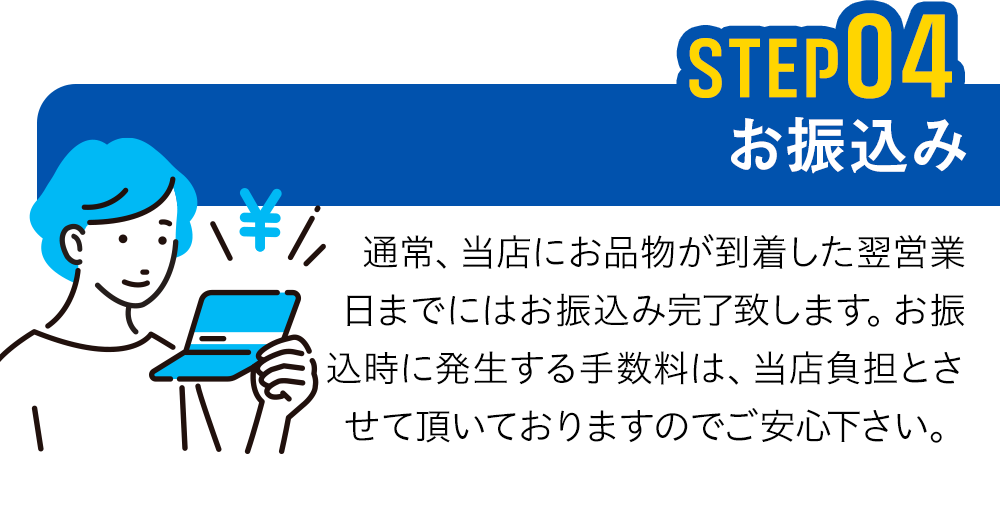 STEP04
お振込み
¥
通常、当店にお品物が到着した翌営業
日までにはお振込み完了致します。お振
込時に発生する手数料は、当店負担とさ
せて頂いておりますのでご安心下さい。